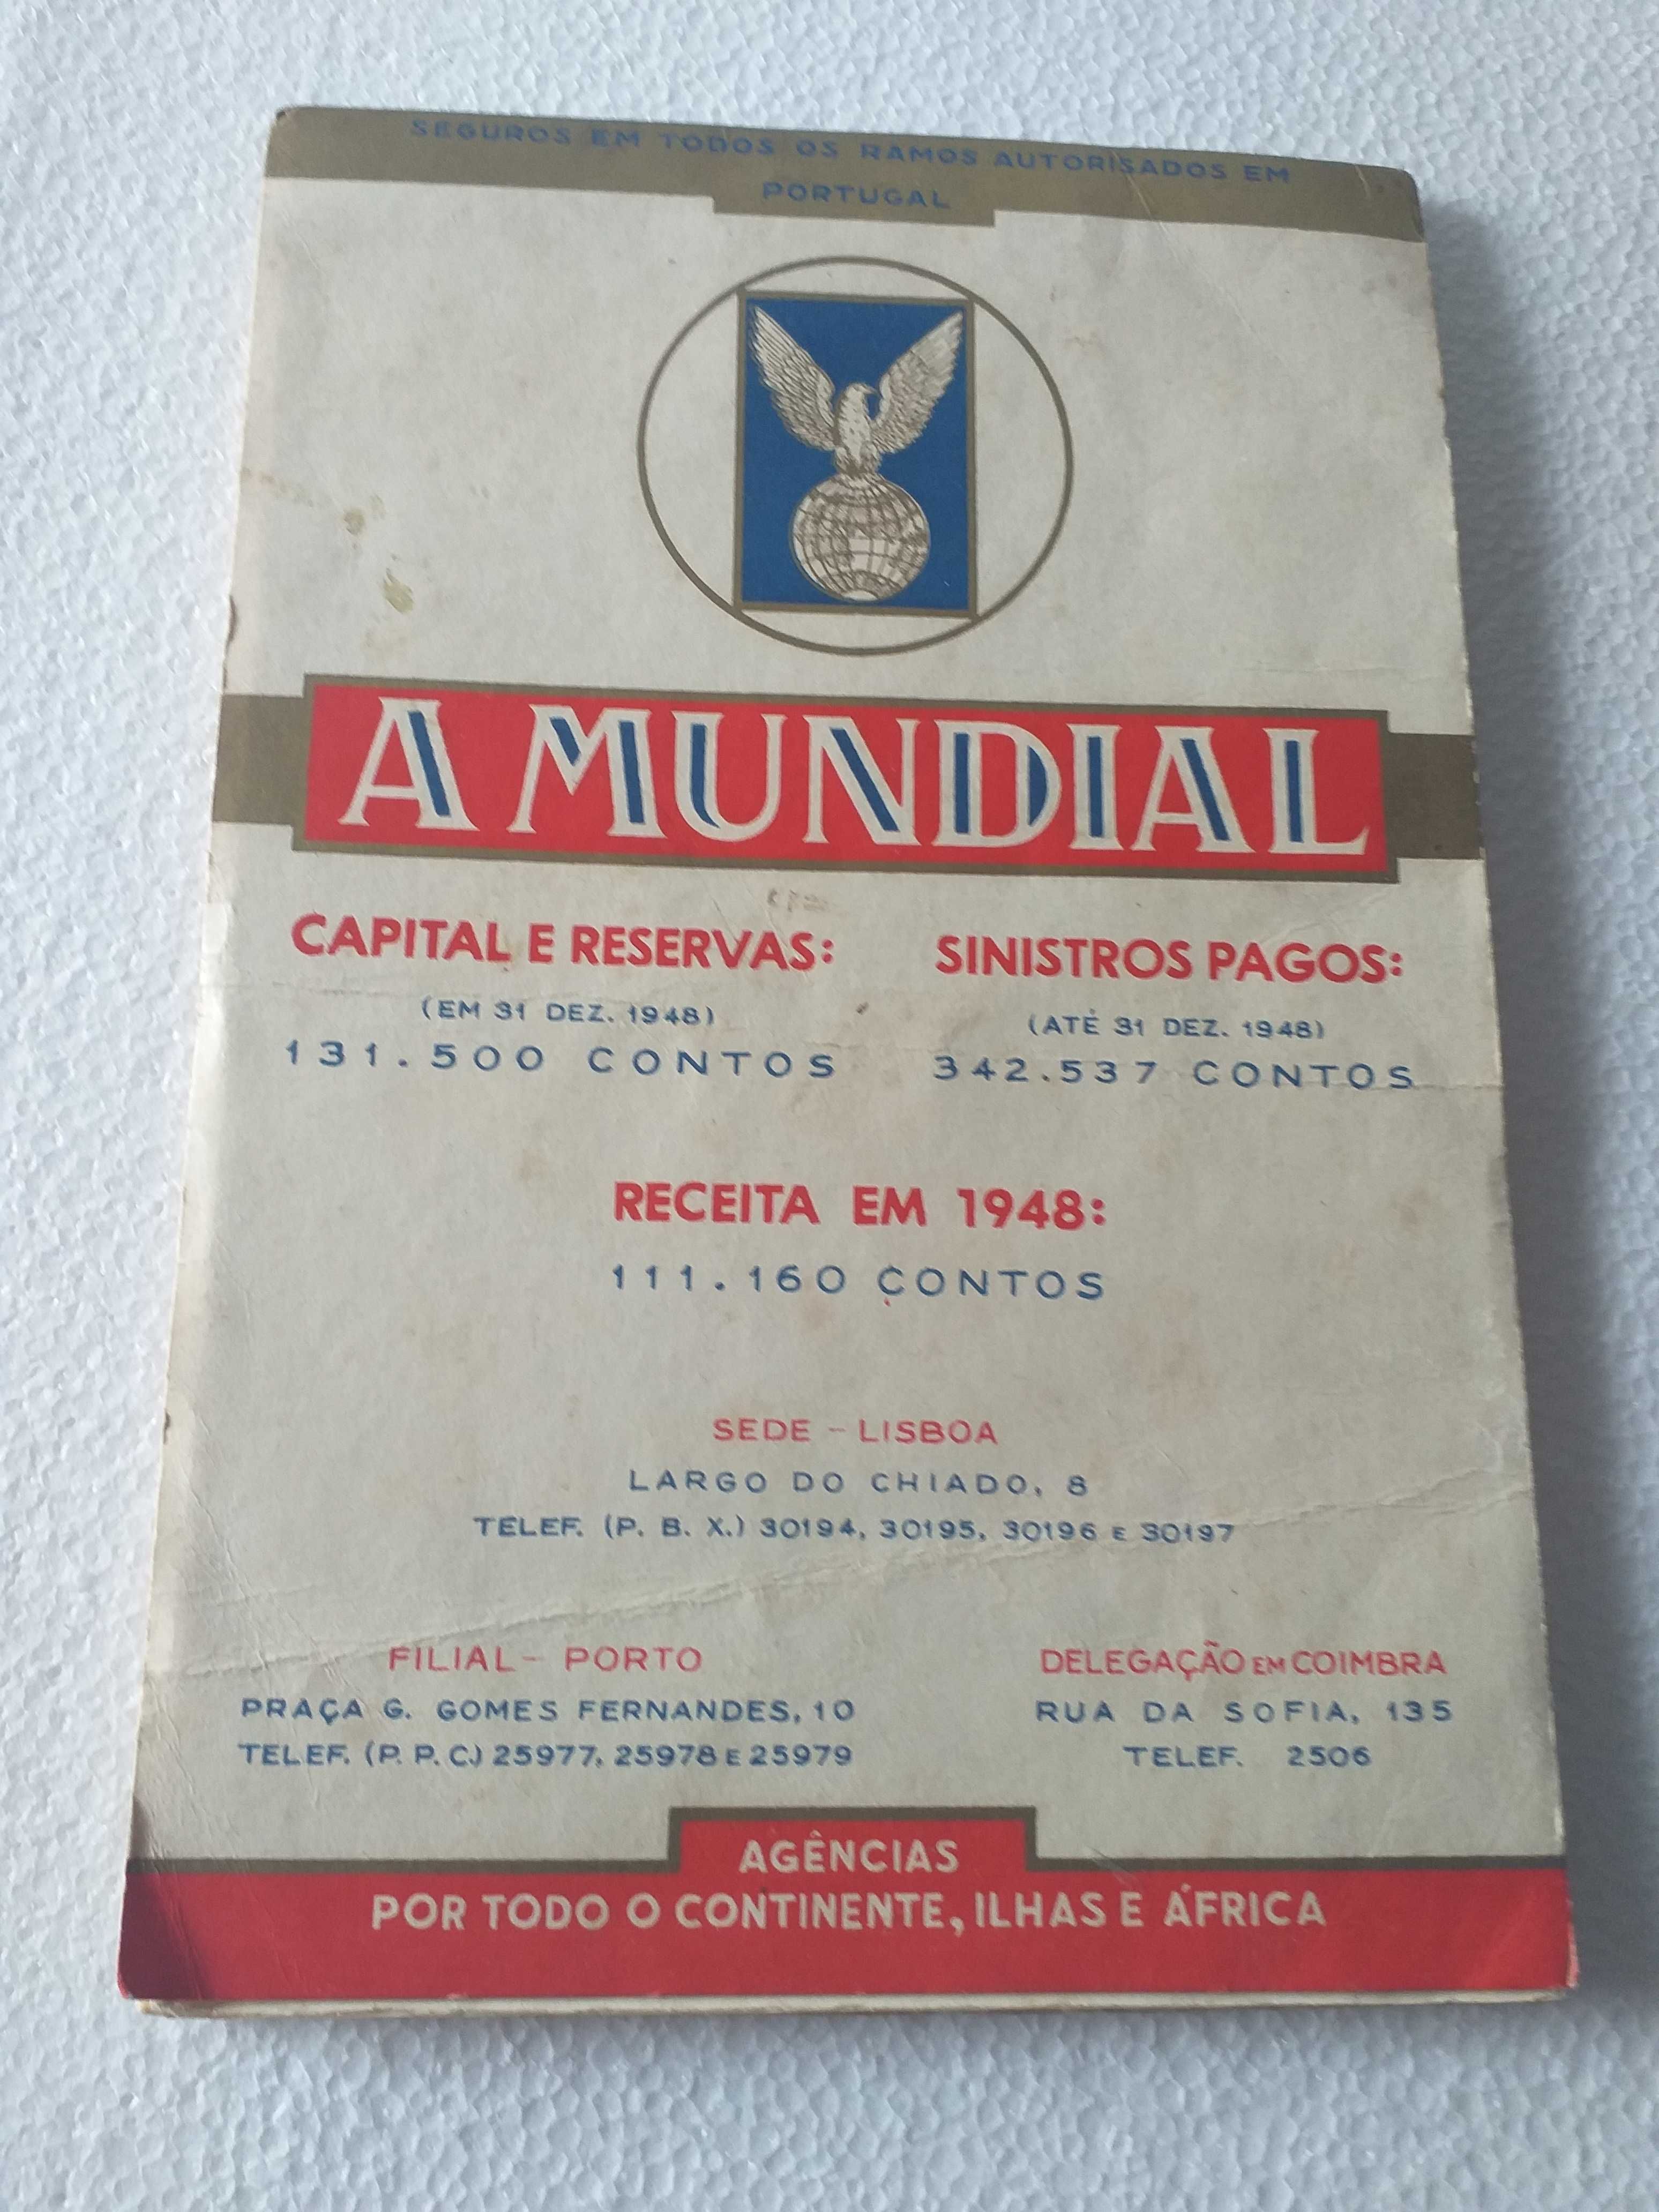 SEGUROS EM TODOS OS RAMOS AUTORISADOS EM
PORTUGAL
A MUNDIAL
CAPITAL E RESERVAS:
(EM 31 DEZ. 1948)
131.500 CONTOS
SINISTROS PAGOS:
(ATÉ 31 DEZ. 1948)
342.537 CONTOS
RECEITA EM 1948:
111.160 CONTOS
SEDE - LISBOA
LARGO DO CHIADO, 8
TELEF. (P. B. X.) 30194, 30195, 30196 E 30197
FILIAL - PORTO
PRAÇA G. GOMES FERNANDES, 10
TELEF. (P. P. C.) 25977, 25978 E 25979
DELEGAÇÃO EM COIMBRA
RUA DA SOFIA, 135
TELEF. 2506
AGÊNCIAS
POR TODO O CONTINENTE, ILHAS E ÁFRICA